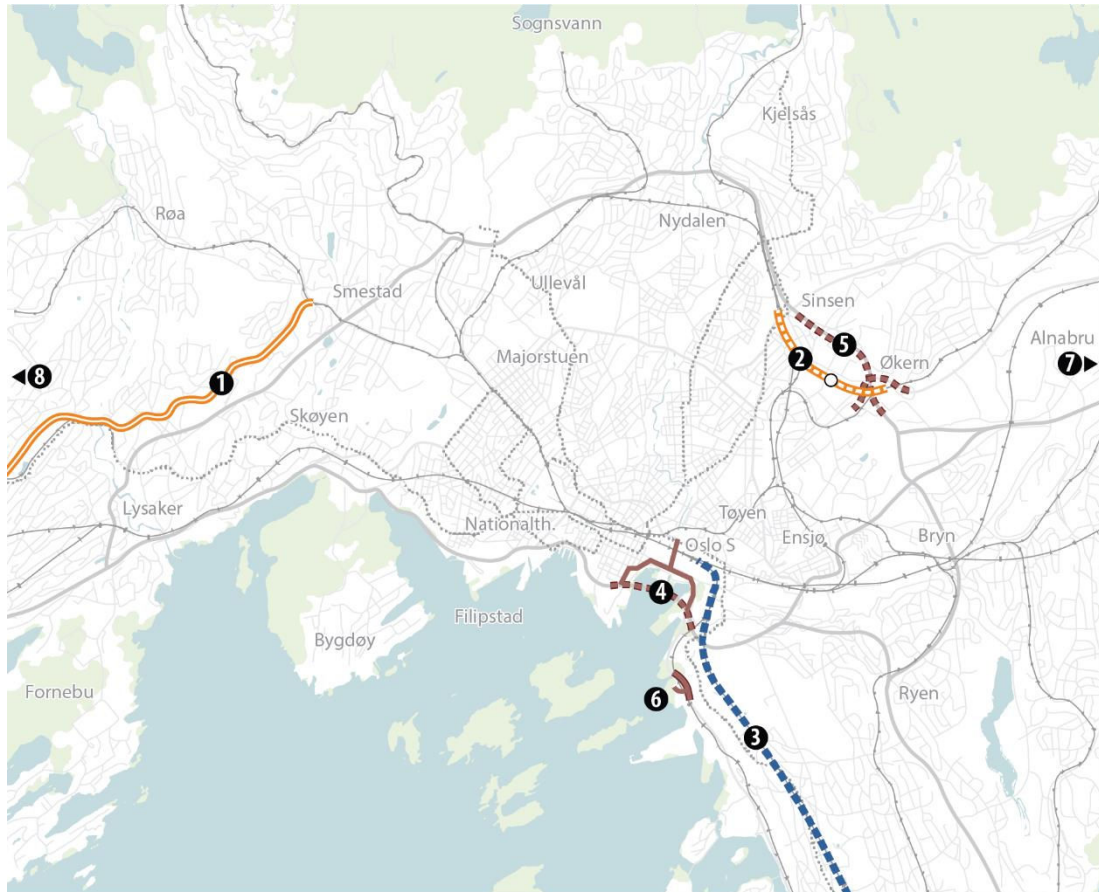 Sognsvann
Kjelsås
Røa
Nydalen
Ullevål
Smestad
Sinsen
Alnabru
5
Økern
7
Majorstuen
2
8
1
Skøyen
Lysaker
Nationalth.
Tøyen
Oslo S
Ensjø
Bryn
4
Filipstad
Bygdøy
Fornebu
6
Ryen
3